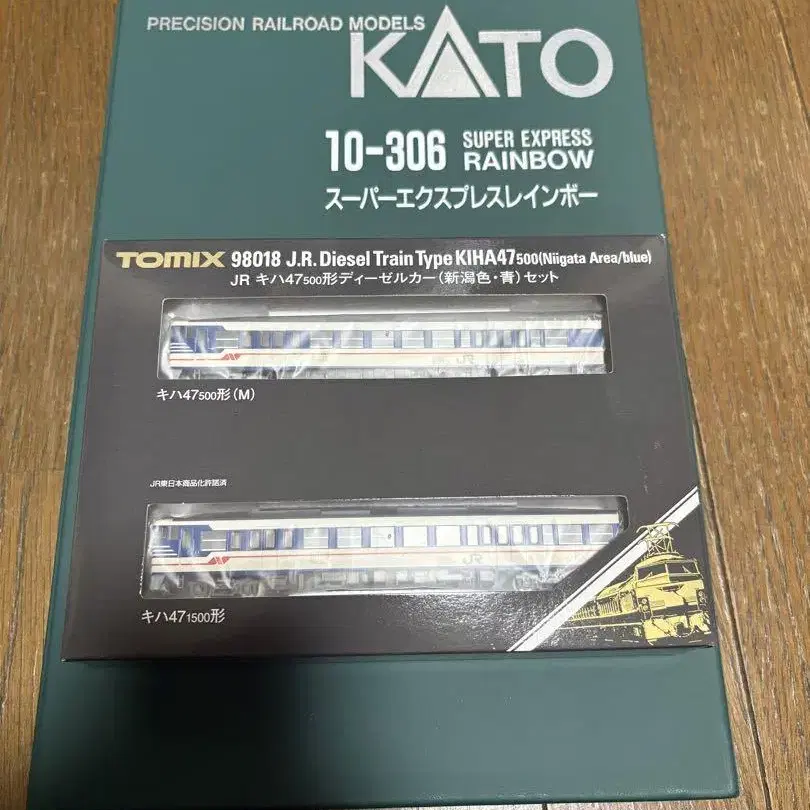 PRECISION RAILROAD MODELS
KATO
10-306 SUPER EXPRESS RAINBOW
スーパーエクスプレスレインボー
TOMIX 98018 J.R. Diesel Train Type KIHA47 500(Niigata Area/blue)
JR キハ47 500形ディーゼルカー(新潟色・青)セット
JR
キハ47 500形(M)
JR東日本商品化許諾済
JR
キハ47 1500形